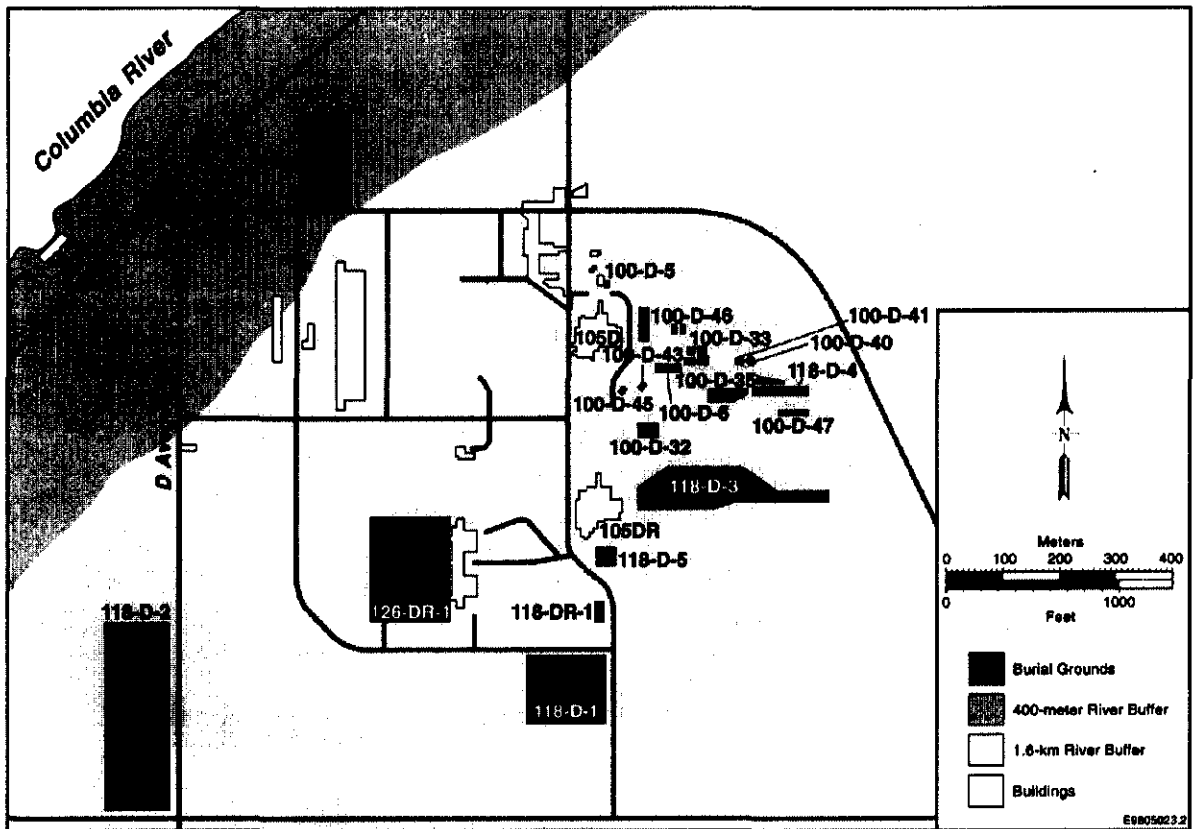 Columbia River
100-D-5
100-D-46
100-D-41
105D
100-D-33
100-D-40
100-D-43
118-D-4
100-D-35
100-D-45
100-D-6
100-D-47
100-D-32
D
118-D-3
105DR
118-D-5
118-D-2
126-DR-1
118-DR-1
118-D-1
N
Meters
0 100 200 300 400
0 1000
Feet
Burial Grounds
400-meter River Buffer
1.6-km River Buffer
Buildings
E9805023.2